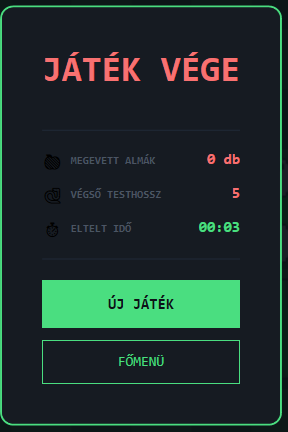 JÁTÉK VÉGE
MEGEVETT ALMÁK 0 db
VÉGSŐ TESTHOSSZ 5
ELTELT IDŐ 00:03
ÚJ JÁTÉK
FŐMENÜ